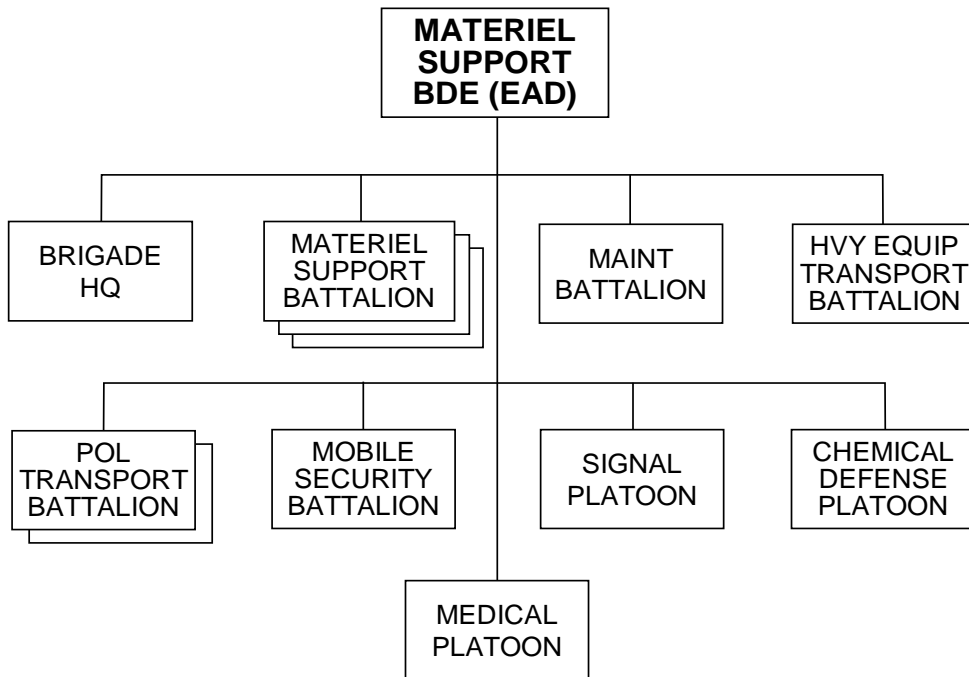 MATERIEL
SUPPORT
BDE (EAD)
BRIGADE
HQ
MATERIEL
SUPPORT
BATTALION
MAINT
BATTALION
HVY EQUIP
TRANSPORT
BATTALION
POL
TRANSPORT
BATTALION
MOBILE
SECURITY
BATTALION
SIGNAL
PLATOON
CHEMICAL
DEFENSE
PLATOON
MEDICAL
PLATOON